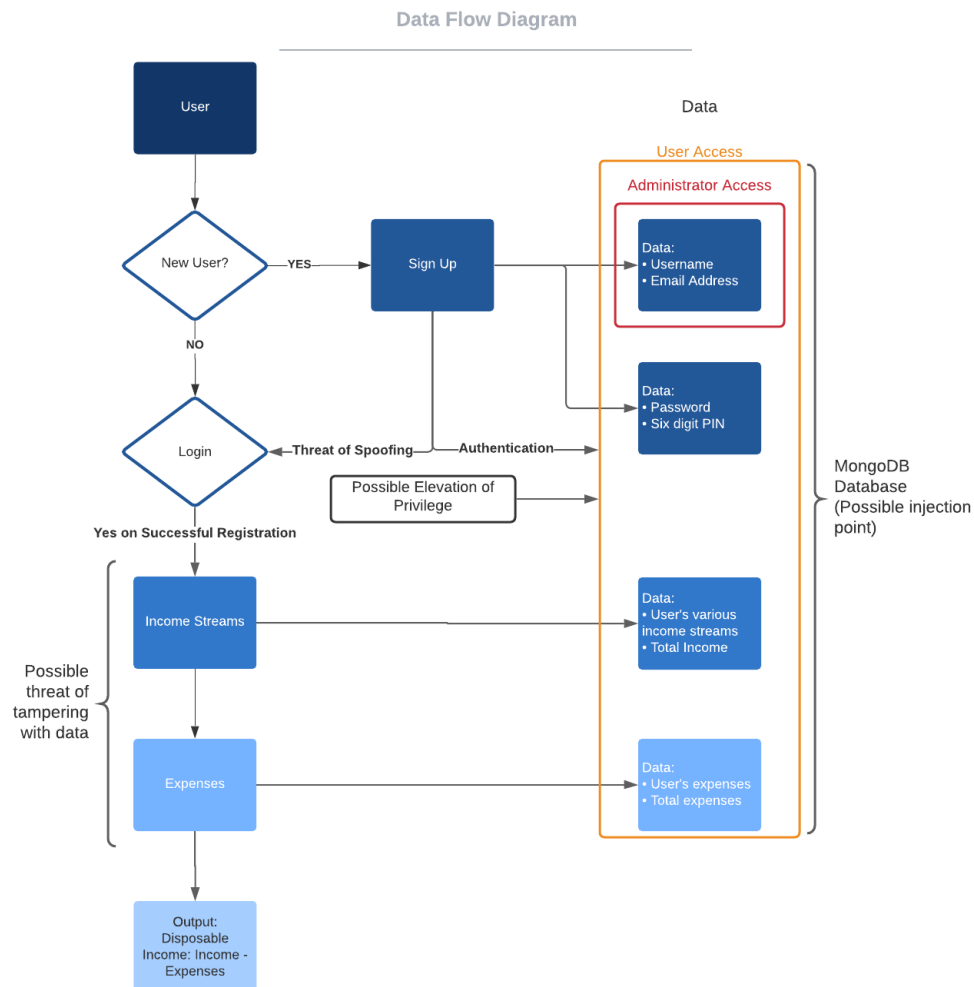 Data Flow Diagram
User
Data
User Access
Administrator Access
New User?
YES
Sign Up
Data:
• Username
• Email Address
NO
Data:
• Password
• Six digit PIN
Login
Threat of Spoofing
Authentication
Possible Elevation of
Privilege
MongoDB
Database
(Possible injection
point)
Yes on Successful Registration
Income Streams
Data:
• User's various
income streams
• Total Income
Possible
threat of
tampering
with data
Expenses
Data:
• User's expenses
• Total expenses
Output:
Disposable
Income: Income -
Expenses